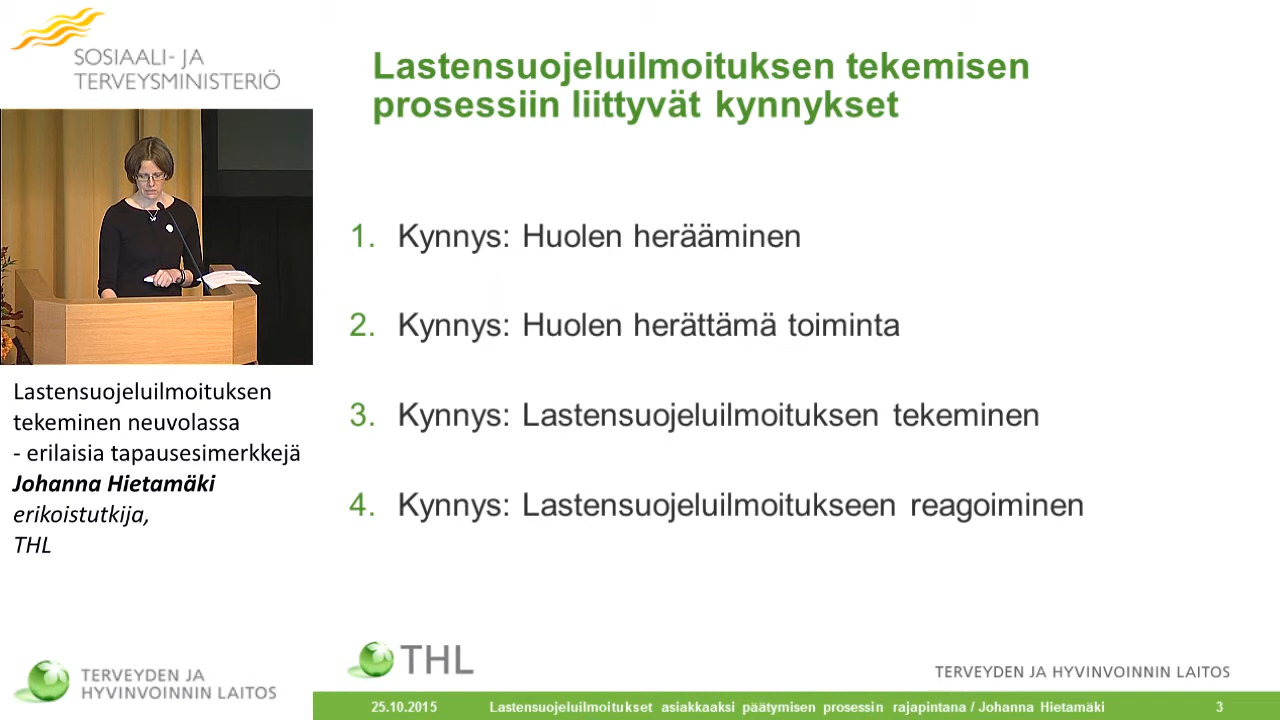 SOSIAALI- JA
TERVEYSMINISTERIÖ
Lastensuojeluilmoituksen tekemisen
prosessiin liittyvät kynnykset
1. Kynnys: Huolen herääminen
2. Kynnys: Huolen herättämä toiminta
3. Kynnys: Lastensuojeluilmoituksen tekeminen
4. Kynnys: Lastensuojeluilmoitukseen reagoiminen
Lastensuojeluilmoituksen
tekeminen neuvolassa
- erilaisia tapausesimerkkejä
Johanna Hietamäki
erikoistutkija,
THL
TERVEYDEN JA
HYVINVOINNIN LAITOS
THL
TERVEYDEN JA HYVINVOINNIN LAITOS
25.10.2015 Lastensuojeluilmoitukset asiakkaaksi päätymisen prosessin rajapintana / Johanna Hietamäki 3